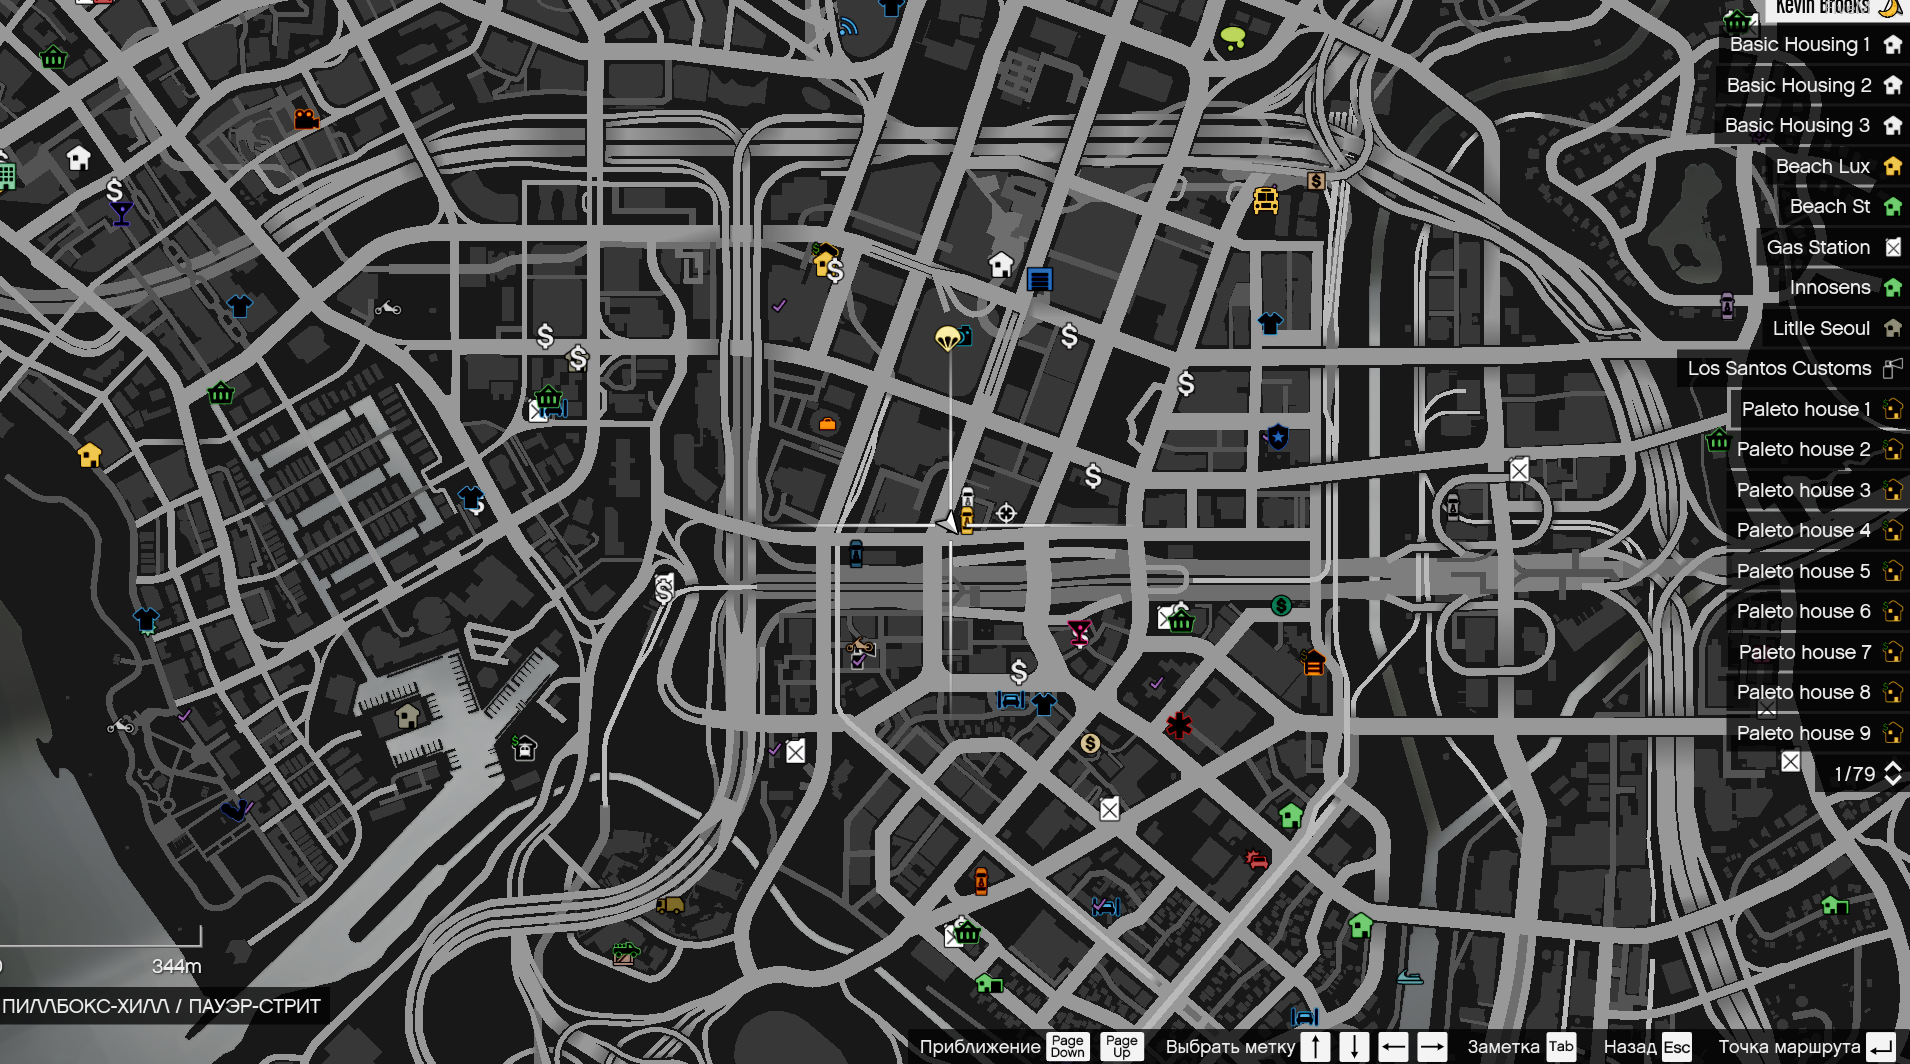 Kevin Brooks
Basic Housing 1
Basic Housing 2
Basic Housing 3
Beach Lux
Beach St
Gas Station
Innosens
Litlle Seoul
Los Santos Customs
Paleto house 1
Paleto house 2
Paleto house 3
Paleto house 4
Paleto house 5
Paleto house 6
Paleto house 7
Paleto house 8
Paleto house 9
1/79
344m
ПИЛЛБОКС-ХИЛЛ / ПАУЭР-СТРИТ
Приближение Page Down Page Up Выбрать метку ↑ ↓ ← → Заметка Tab Назад Esc Точка маршрута